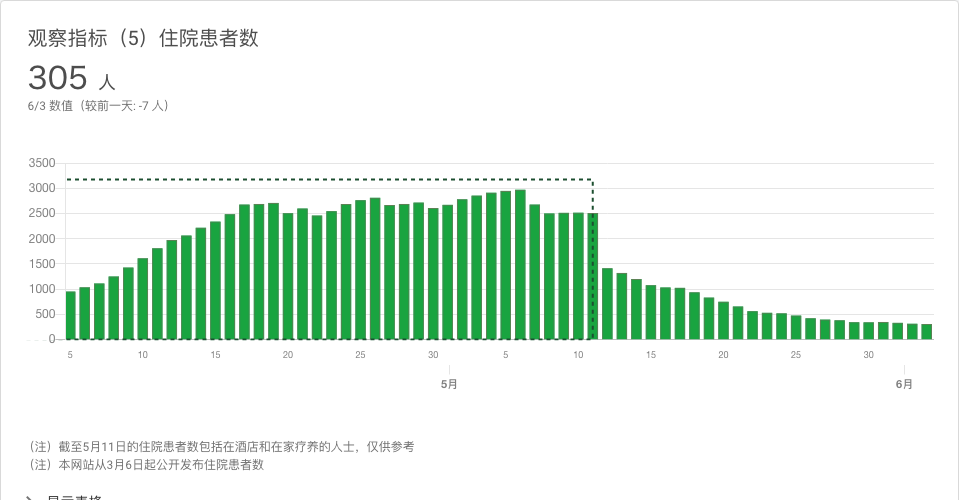 观察指标（5）住院患者数
305 人
6/3 数值（较前一天: -7 人）
3500
3000
2500
2000
1500
1000
500
0
5 10 15 20 25 30 5 10 15 20 25 30
5月 6月
（注）截至5月11日的住院患者数包括在酒店和在家疗养的人士，仅供参考
（注）本网站从3月6日起公开发布住院患者数
显示表格